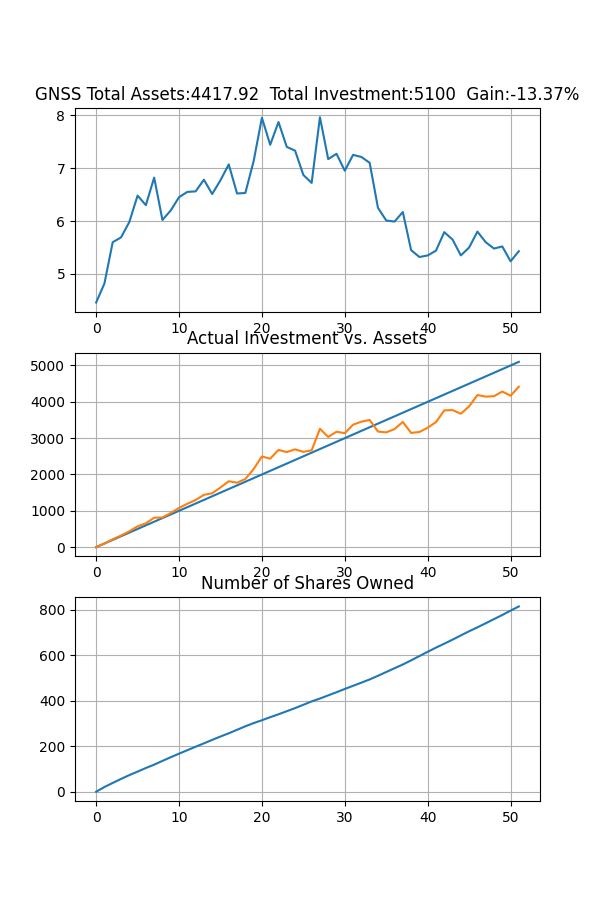 GNSS Total Assets:4417.92  Total Investment:5100  Gain:-13.37%
8
7
6
5
0 10 20 30 40 50
Actual Investment vs. Assets
5000
4000
3000
2000
1000
0
0 10 20 30 40 50
Number of Shares Owned
800
600
400
200
0
0 10 20 30 40 50